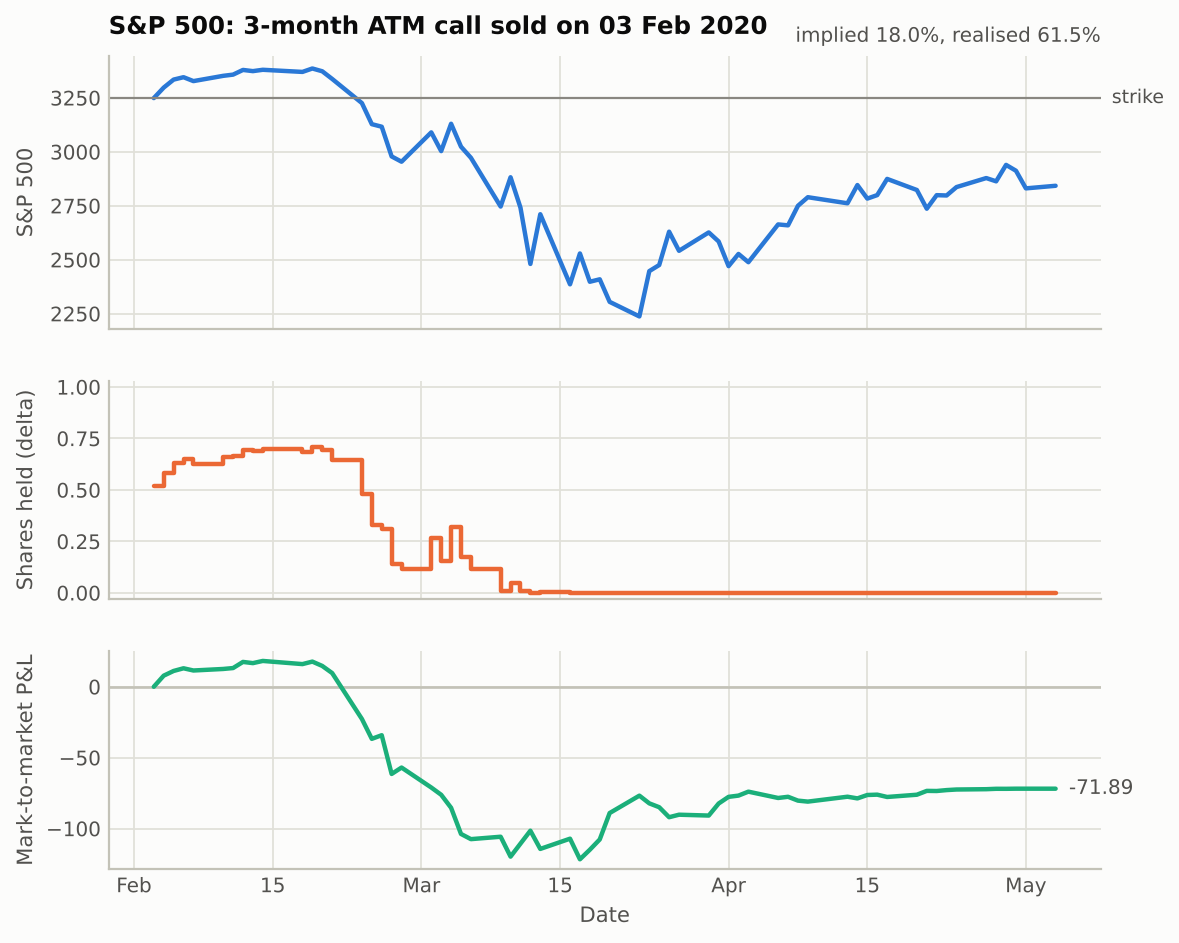 S&P 500: 3-month ATM call sold on 03 Feb 2020
implied 18.0%, realised 61.5%
S&P 500
3250
3000
2750
2500
2250
strike
Shares held (delta)
1.00
0.75
0.50
0.25
0.00
Mark-to-market P&L
0
−50
−100
-71.89
Feb
15
Mar
15
Apr
15
May
Date